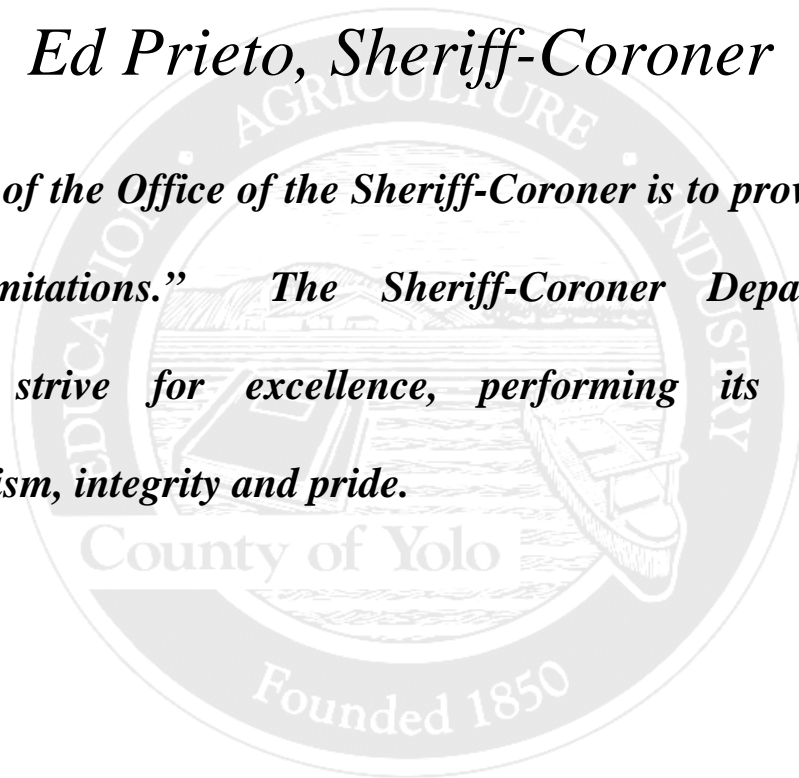 Ed Prieto, Sheriff-Coroner
AGRICULTURE
EDUCATION
INDUSTRY
of the Office of the Sheriff-Coroner is to prov
mitations.” The Sheriff-Coroner Depa
strive for excellence, performing its
ism, integrity and pride.
County of Yolo
Founded 1850